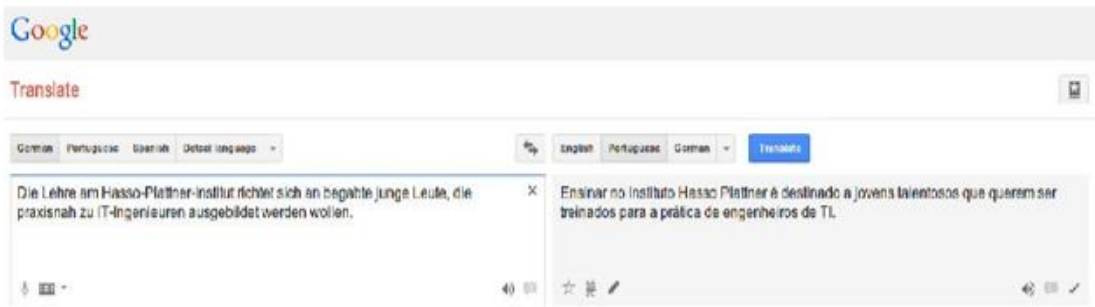 Google
Translate
German Portuguese Spanish Detect language
English Portuguese German Translate
Die Lehre am Hasso-Plattner-Institut richtet sich an begabte junge Leute, die
praxisnah zu IT-Ingenieuren ausgebildet werden wollen.
Ensinar no Instituto Hasso Plattner é destinado a jovens talentosos que querem ser
treinados para a prática de engenheiros de TI.